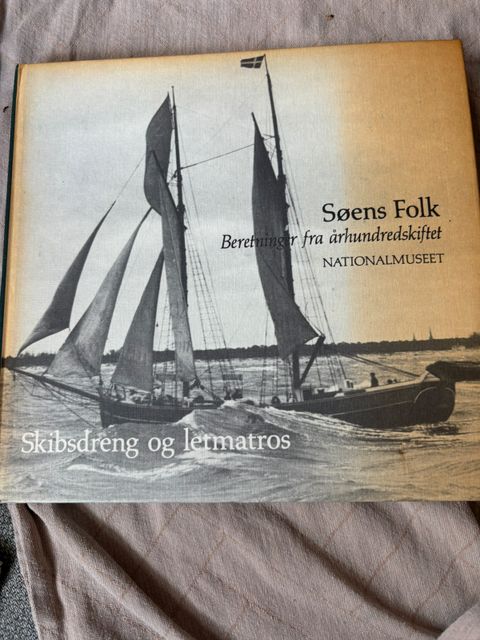 Søens Folk
Beretninger fra århundredskiftet
NATIONALMUSEET
Skibsdreng og letmatros